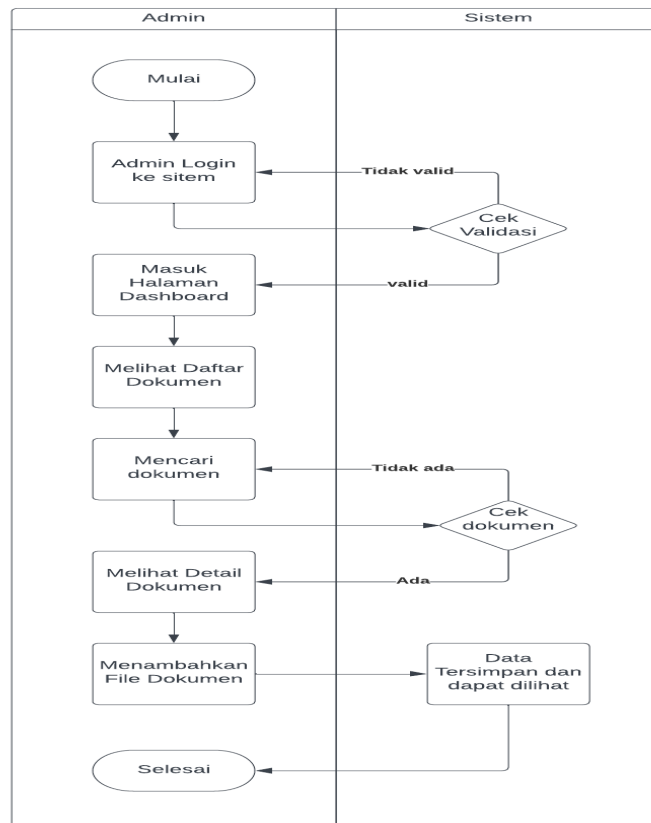 Admin
Sistem
Mulai
Admin Login
ke sitem
Tidak valid
Cek
Validasi
Masuk
Halaman
Dashboard
valid
Melihat Daftar
Dokumen
Mencari
dokumen
Tidak ada
Cek
dokumen
Melihat Detail
Dokumen
Ada
Menambahkan
File Dokumen
Data
Tersimpan dan
dapat dilihat
Selesai